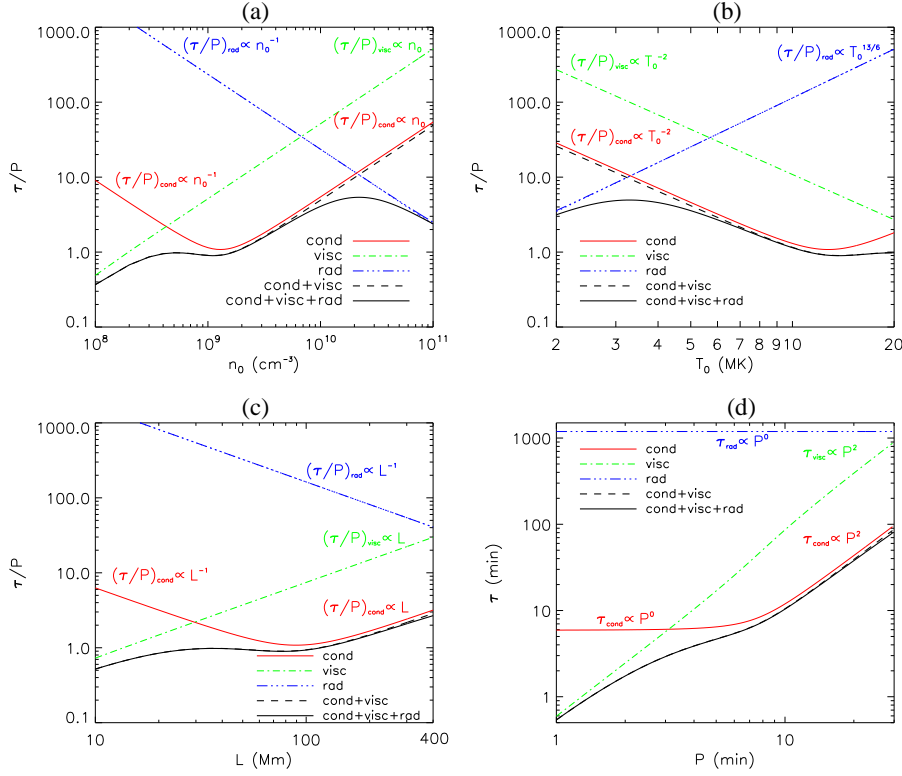 (a)
(τ/P)rad∝ n0⁻¹
(τ/P)visc∝ n0
(τ/P)cond∝ n0
(τ/P)cond∝ n0⁻¹
1000.0
100.0
10.0
1.0
0.1
τ/P
cond
visc
rad
cond+visc
cond+visc+rad
10⁸
10⁹
10¹⁰
10¹¹
n0 (cm⁻³)
(b)
(τ/P)visc∝ T0⁻²
(τ/P)rad∝ T0¹³/⁶
(τ/P)cond∝ T0⁻²
1000.0
100.0
10.0
1.0
0.1
τ/P
cond
visc
rad
cond+visc
cond+visc+rad
2 3 4 5 6 7 8 9 10 20
T0 (MK)
(c)
(τ/P)rad∝ L⁻¹
(τ/P)visc∝ L
(τ/P)cond∝ L⁻¹
(τ/P)cond∝ L
1000.0
100.0
10.0
1.0
0.1
τ/P
cond
visc
rad
cond+visc
cond+visc+rad
10 100 400
L (Mm)
(d)
τrad∝ P⁰
τvisc∝ P²
τcond∝ P²
τcond∝ P⁰
1000
100
10
1
τ (min)
cond
visc
rad
cond+visc
cond+visc+rad
1 10
P (min)